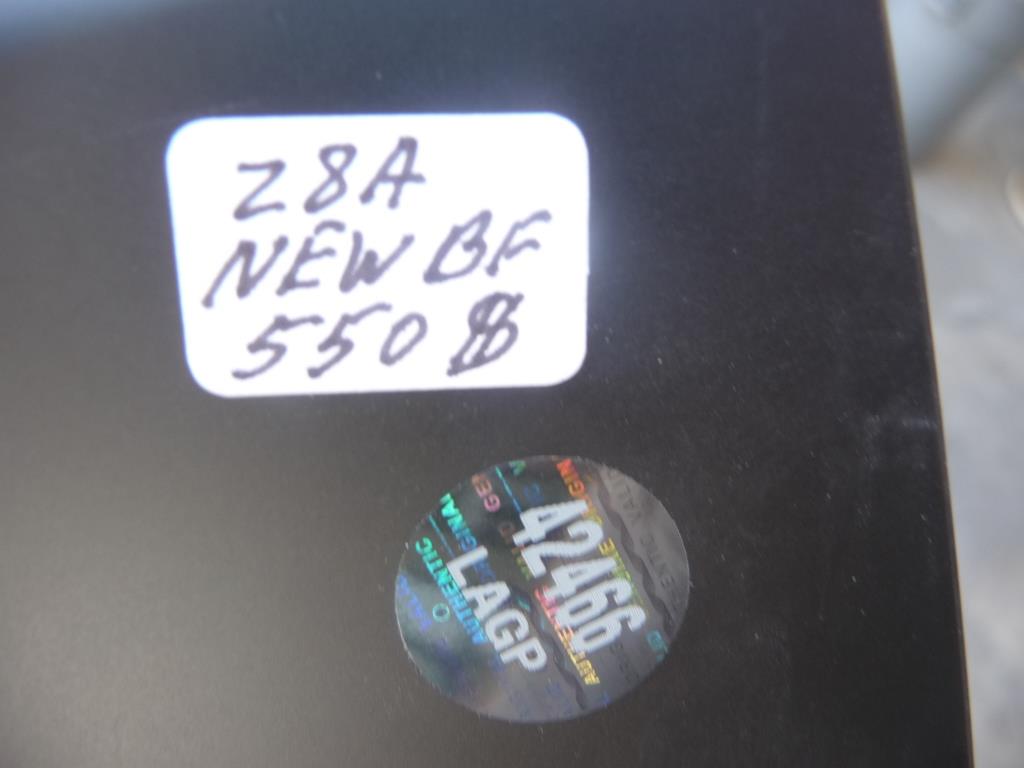 Z8A
NEW BF
550 $
42466
LAGP
AUTHENTIC